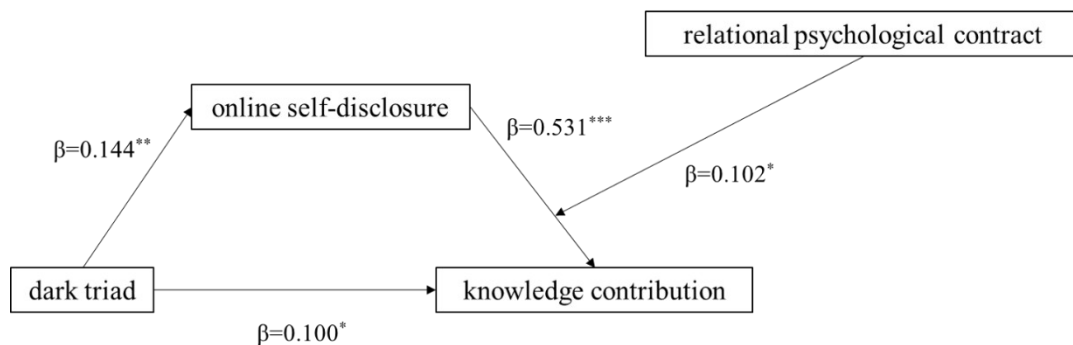 relational psychological contract
online self-disclosure
β=0.531***
β=0.144**
β=0.102*
dark triad
knowledge contribution
β=0.100*